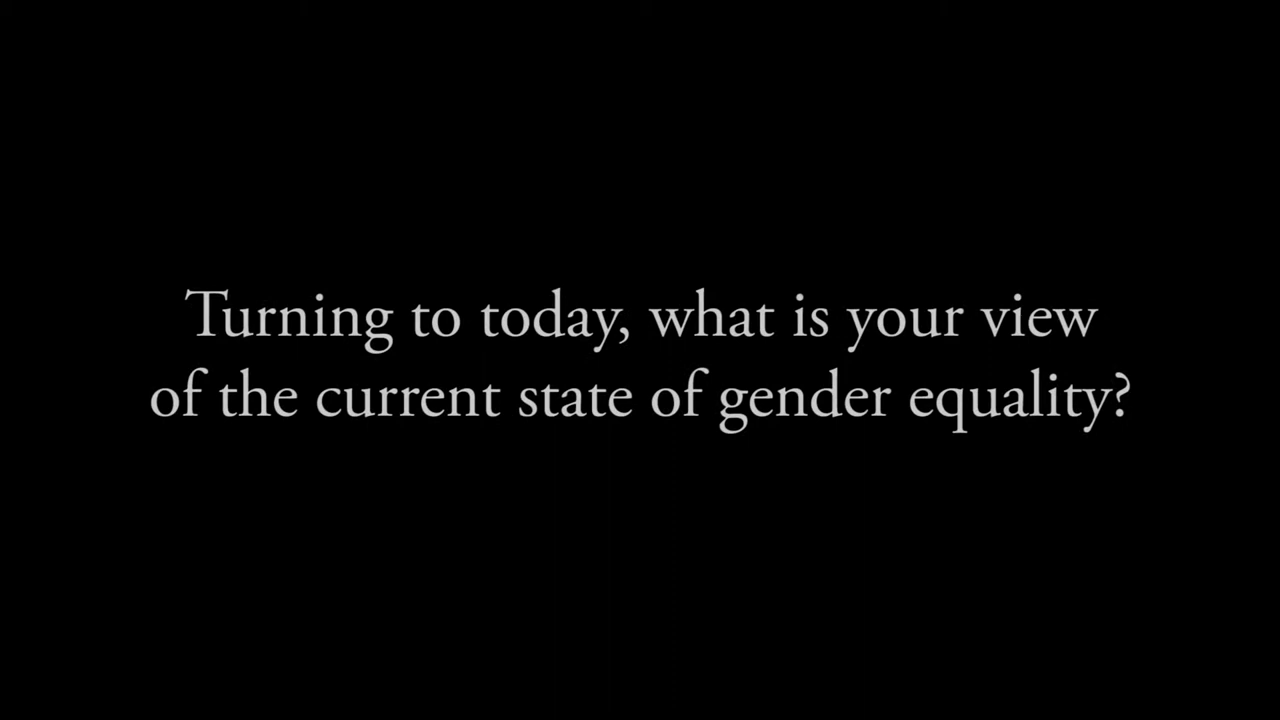 Turning to today, what is your view
of the current state of gender equality?